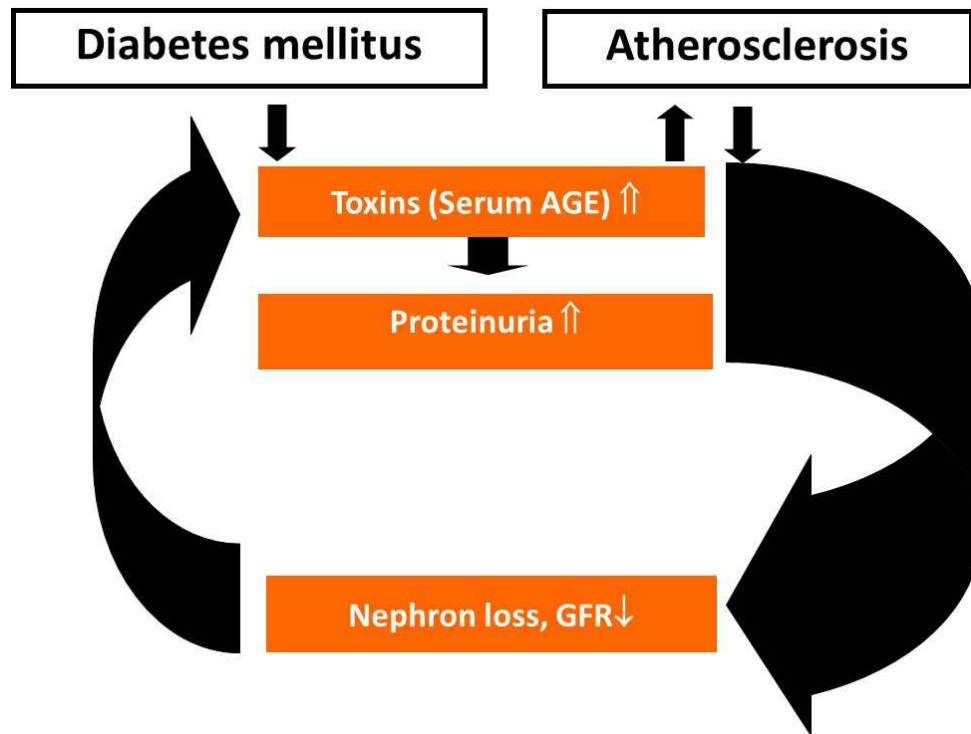 Diabetes mellitus
Atherosclerosis
Toxins (Serum AGE) ⇑
Proteinuria ⇑
Nephron loss, GFR↓